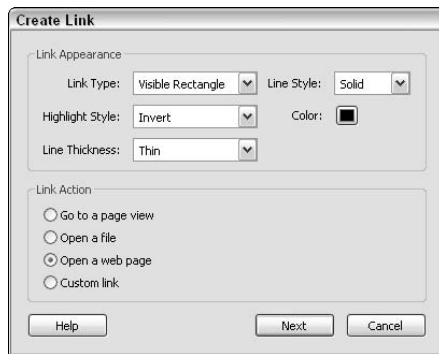 Create Link
Link Appearance
Link Type: Visible Rectangle Line Style: Solid
Highlight Style: Invert Color:
Line Thickness: Thin
Link Action
Go to a page view
Open a file
Open a web page
Custom link
Help Next Cancel